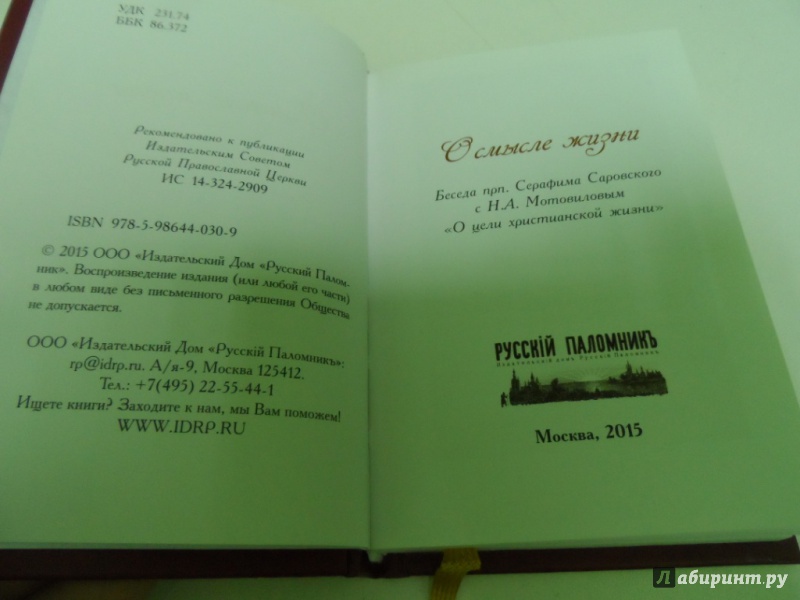 УДК 231.74
ББК 86.372
Рекомендовано к публикации
Издательским Советом
Русской Православной Церкви
ИС 14-324-2909
ISBN 978-5-98644-030-9
© 2015 ООО «Издательский Дом «Русский Палом-
ник». Воспроизведение издания (или любой его части)
в любом виде без письменного разрешения Общества
не допускается.
ООО «Издательский Дом «Русскій Паломникъ»:
rp@idrp.ru. А/я-9, Москва 125412.
Тел.: +7(495) 22-55-44-1
Ищете книги? Заходите к нам, мы Вам поможем!
WWW.IDRP.RU
О смысле жизни
Беседа прп. Серафима Саровского
с Н.А. Мотовиловым
«О цели христианской жизни»
РУССКІЙ ПАЛОМНИКЪ
Издательскій домъ Русскій Паломникъ
Москва, 2015
Лабиринт.ру